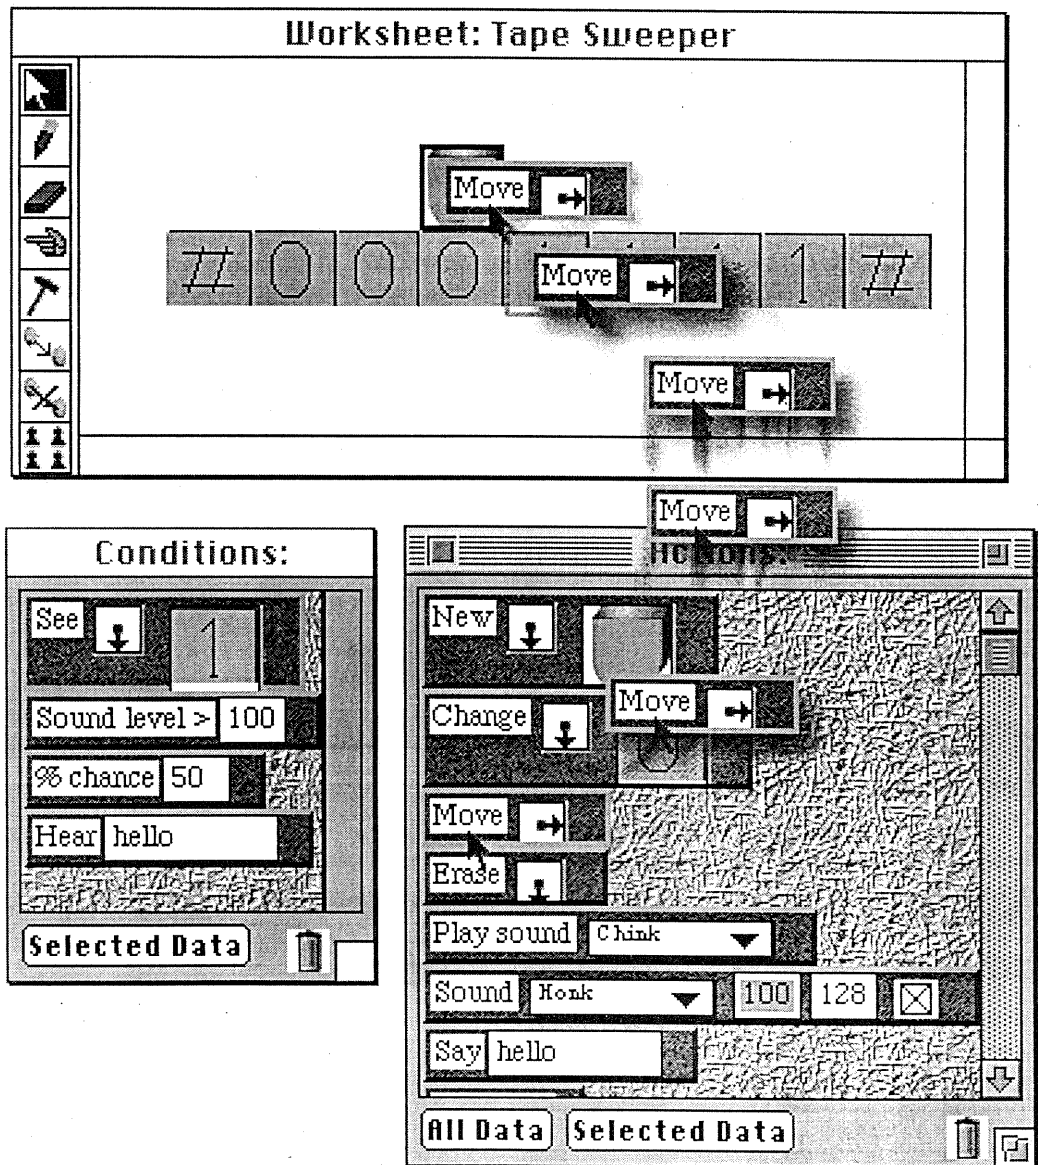 Worksheet: Tape Sweeper
Move
# 0 0 0 1 #
Move
Move
Move
Conditions:
See 1
Sound level > 100
% chance 50
Hear hello
Selected Data
Actions:
New
Move
Change
Move
Erase
Play sound Chink
Sound Honk 100 128
Say hello
All Data Selected Data